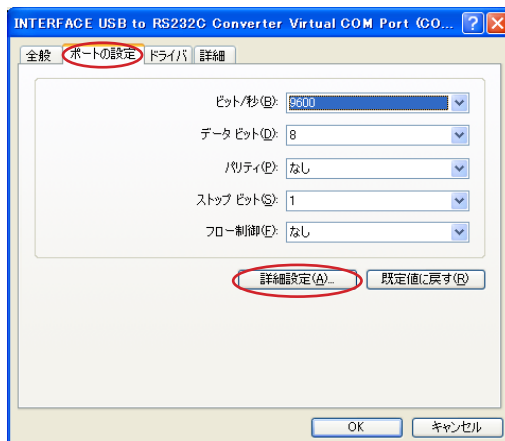 INTERFACE USB to RS232C Converter Virtual COM Port (CO...
全般 ポートの設定 ドライバ 詳細
ビット/秒(B): 9600
データ ビット(D): 8
パリティ(P): なし
ストップ ビット(S): 1
フロー制御(F): なし
詳細設定(A)... 既定値に戻す(R)
OK キャンセル